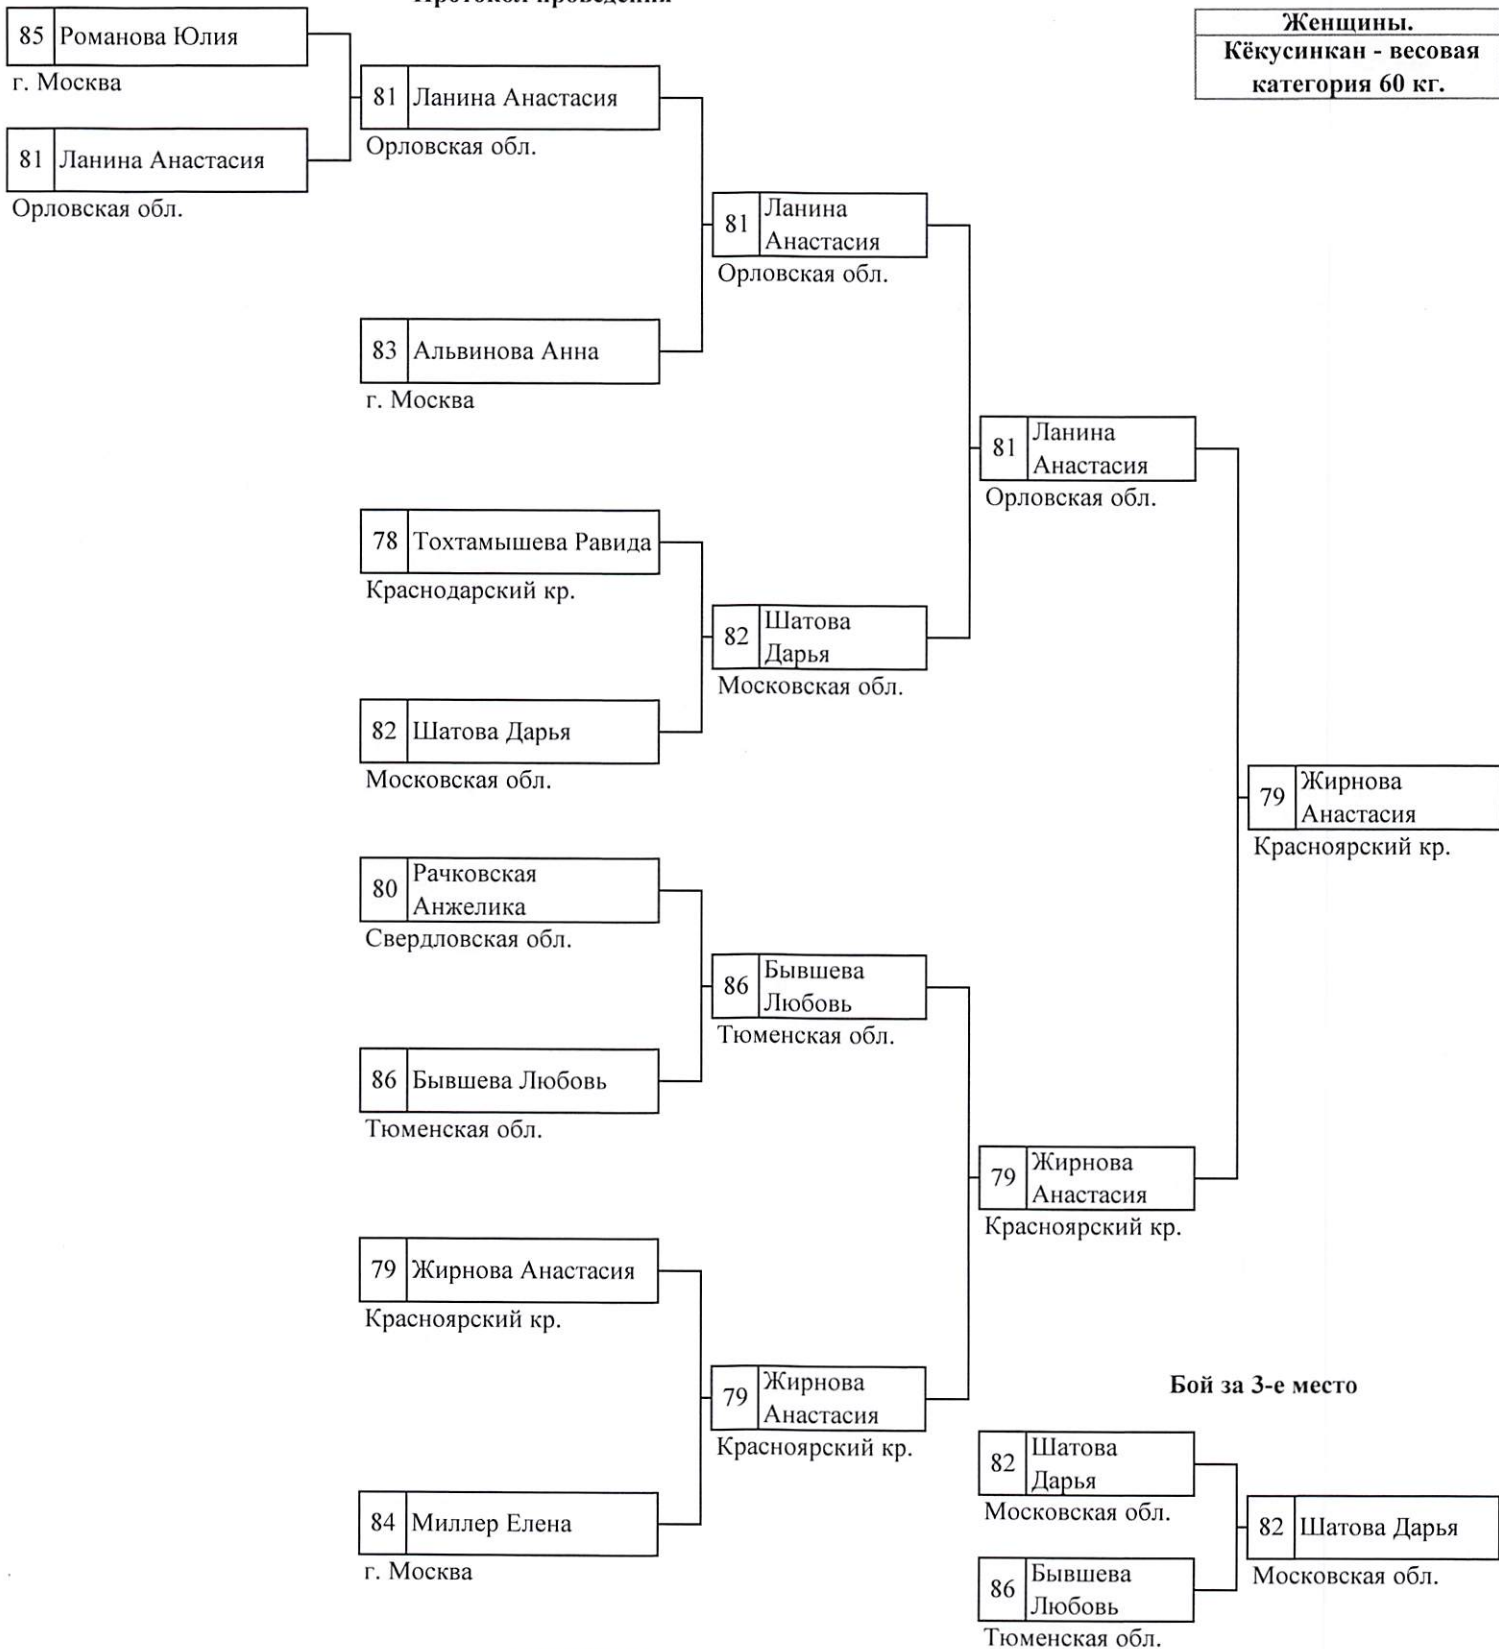 Протокол проведения
Женщины.
Кёкусинкан - весовая
категория 60 кг.
85 Романова Юлия
г. Москва
81 Ланина Анастасия
Орловская обл.
81 Ланина Анастасия
Орловская обл.
83 Альвинова Анна
г. Москва
78 Тохтамышева Равида
Краснодарский кр.
82 Шатова Дарья
Московская обл.
80 Рачковская
Анжелика
Свердловская обл.
86 Бывшева Любовь
Тюменская обл.
79 Жирнова Анастасия
Красноярский кр.
84 Миллер Елена
г. Москва
81 Ланина
Анастасия
Орловская обл.
82 Шатова
Дарья
Московская обл.
86 Бывшева
Любовь
Тюменская обл.
79 Жирнова
Анастасия
Красноярский кр.
81 Ланина
Анастасия
Орловская обл.
79 Жирнова
Анастасия
Красноярский кр.
79 Жирнова
Анастасия
Красноярский кр.
Бой за 3-е место
82 Шатова
Дарья
Московская обл.
86 Бывшева
Любовь
Тюменская обл.
82 Шатова Дарья
Московская обл.